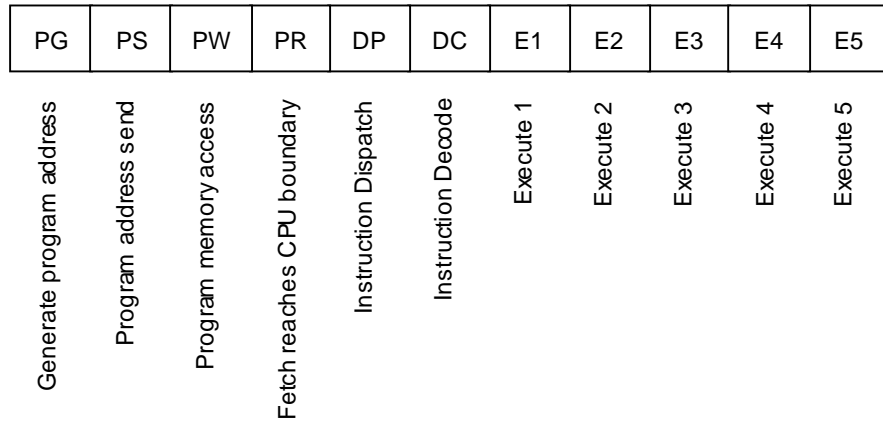 PG PS PW PR DP DC E1 E2 E3 E4 E5
Generate program address
Program address send
Program memory access
Fetch reaches CPU boundary
Instruction Dispatch
Instruction Decode
Execute 1
Execute 2
Execute 3
Execute 4
Execute 5